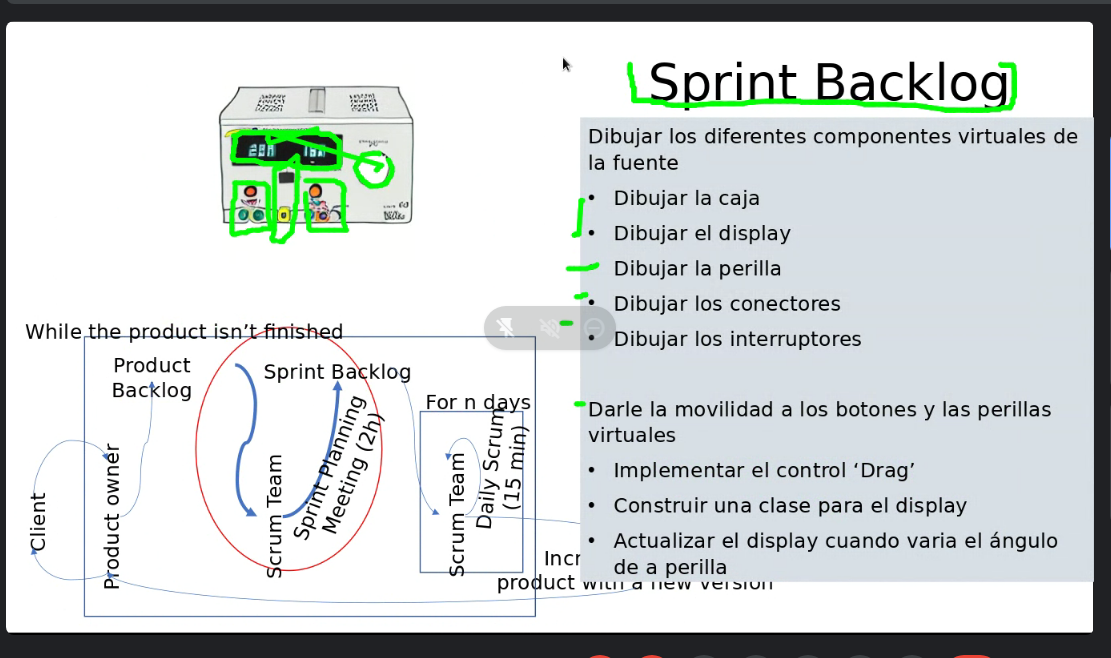 Sprint Backlog
Dibujar los diferentes componentes virtuales de
la fuente
• Dibujar la caja
• Dibujar el display
• Dibujar la perilla
• Dibujar los conectores
• Dibujar los interruptores
Darle la movilidad a los botones y las perillas
virtuales
• Implementar el control ‘Drag’
• Construir una clase para el display
• Actualizar el display cuando varia el ángulo
de a perilla
While the product isn’t finished
Product
Backlog
Sprint Backlog
For n days
Client
Product owner
Scrum Team
Sprint Planning
Meeting (2h)
Scrum Team
Daily Scrum
(15 min)
product with a new version